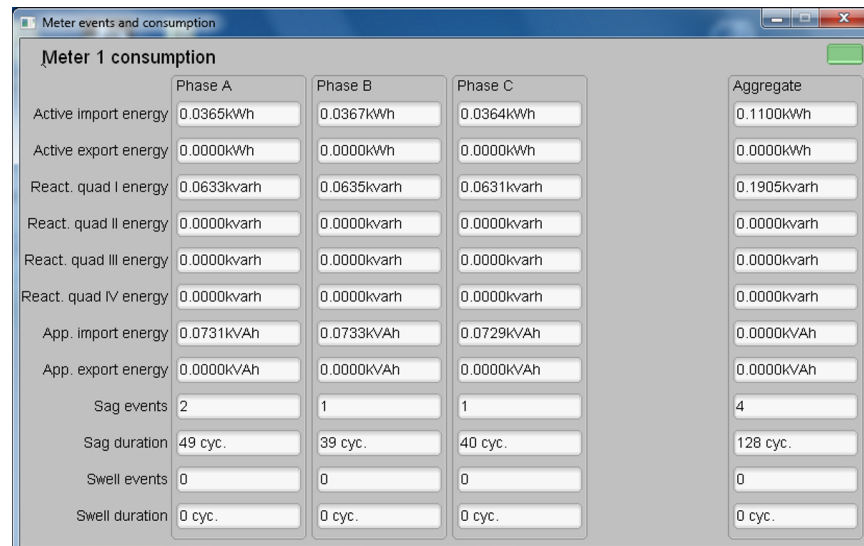 Meter events and consumption
Meter 1 consumption
Phase A Phase B Phase C Aggregate
Active import energy 0.0365kWh 0.0367kWh 0.0364kWh 0.1100kWh
Active export energy 0.0000kWh 0.0000kWh 0.0000kWh 0.0000kWh
React. quad I energy 0.0633kvarh 0.0635kvarh 0.0631kvarh 0.1905kvarh
React. quad II energy 0.0000kvarh 0.0000kvarh 0.0000kvarh 0.0000kvarh
React. quad III energy 0.0000kvarh 0.0000kvarh 0.0000kvarh 0.0000kvarh
React. quad IV energy 0.0000kvarh 0.0000kvarh 0.0000kvarh 0.0000kvarh
App. import energy 0.0731kVAh 0.0733kVAh 0.0729kVAh 0.0000kVAh
App. export energy 0.0000kVAh 0.0000kVAh 0.0000kVAh 0.0000kVAh
Sag events 2 1 1 4
Sag duration 49 cyc. 39 cyc. 40 cyc. 128 cyc.
Swell events 0 0 0 0
Swell duration 0 cyc. 0 cyc. 0 cyc. 0 cyc.